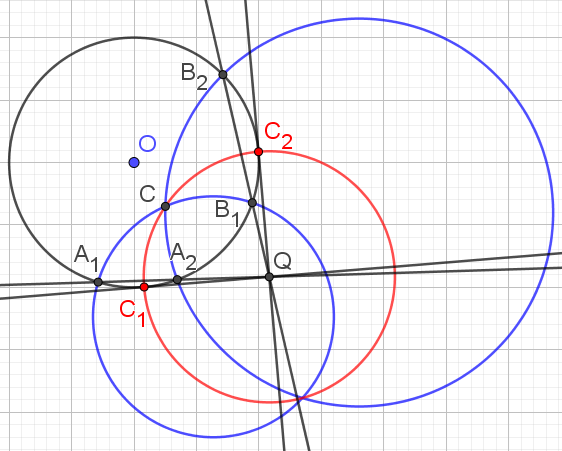 B₂
O
C₂
C
B₁
A₁
A₂
Q
C₁